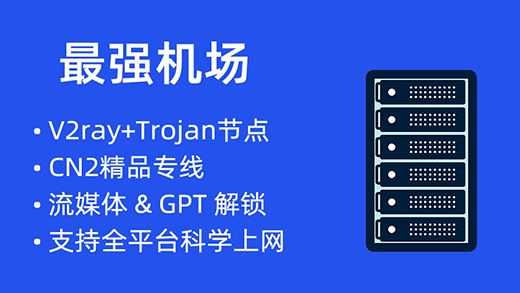 最强机场
• V2ray+Trojan节点
• CN2精品专线
• 流媒体 & GPT 解锁
• 支持全平台科学上网